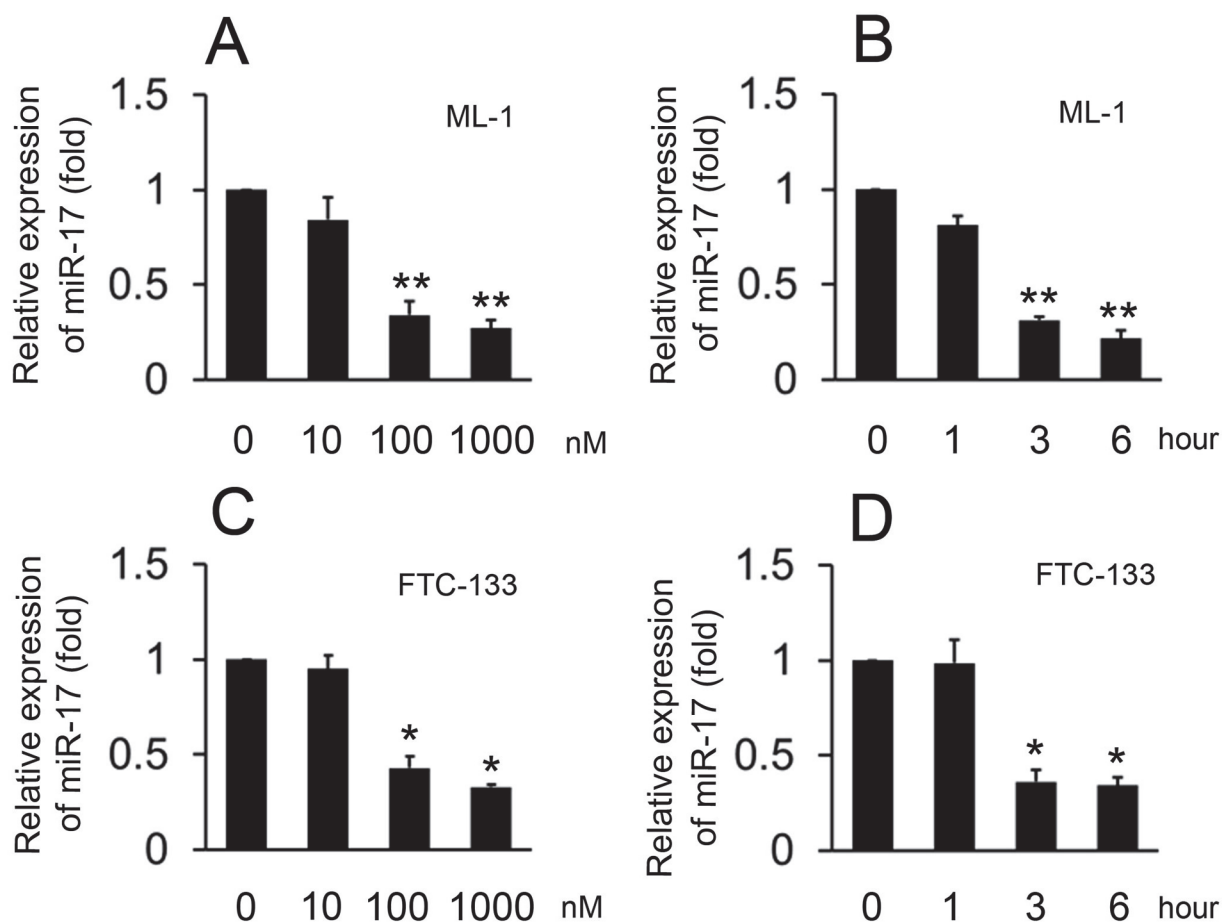 A
Relative expression
of miR-17 (fold)
1.5
1
0.5
0
ML-1
**
**
0 10 100 1000 nM
B
Relative expression
of miR-17 (fold)
1.5
1
0.5
0
ML-1
**
**
0 1 3 6 hour
C
Relative expression
of miR-17 (fold)
1.5
1
0.5
0
FTC-133
*
*
0 10 100 1000 nM
D
Relative expression
of miR-17 (fold)
1.5
1
0.5
0
FTC-133
*
*
0 1 3 6 hour